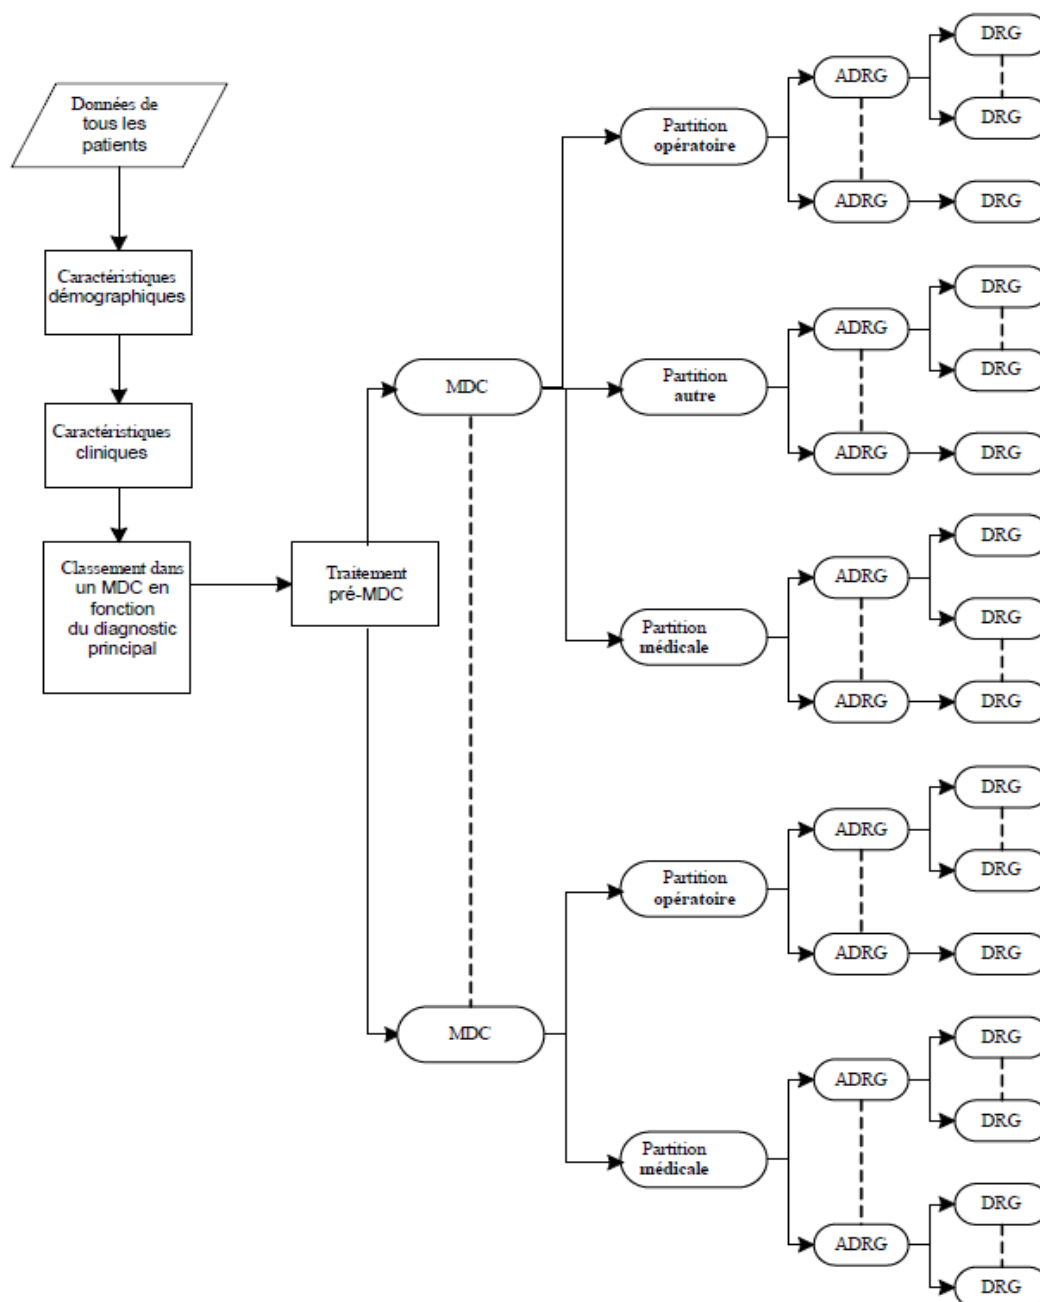 Données de
tous les
patients
Caractéristiques
démographiques
Caractéristiques
cliniques
Classement dans
un MDC en
fonction
du diagnostic
principal
Traitement
pré-MDC
MDC
MDC
Partition
opératoire
ADRG
DRG
DRG
ADRG
DRG
Partition
autre
ADRG
DRG
DRG
ADRG
DRG
Partition
médicale
ADRG
DRG
DRG
ADRG
DRG
Partition
opératoire
ADRG
DRG
DRG
ADRG
DRG
Partition
médicale
ADRG
DRG
DRG
ADRG
DRG
DRG